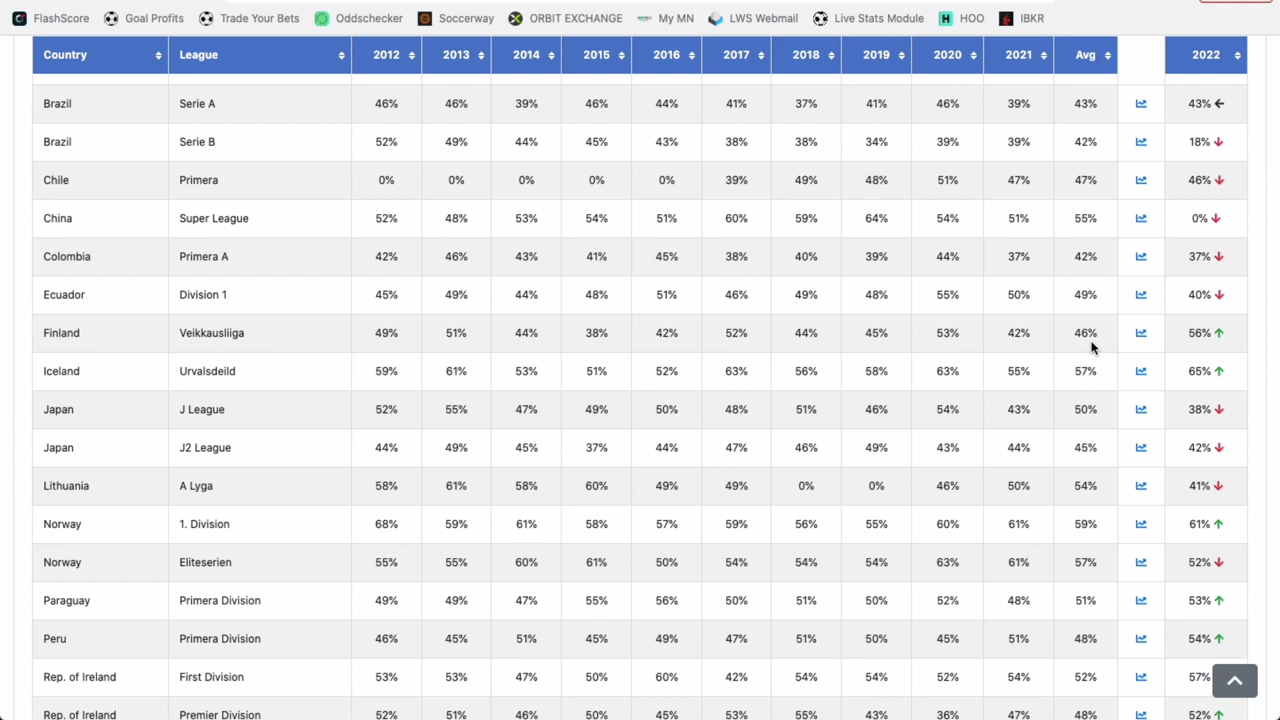 FlashScore Goal Profits Trade Your Bets Oddschecker Soccerway ORBIT EXCHANGE My MN LWS Webmail Live Stats Module H HOO IBKR
Country League 2012 2013 2014 2015 2016 2017 2018 2019 2020 2021 Avg 2022
Brazil Serie A 46% 46% 39% 46% 44% 41% 37% 41% 46% 39% 43% 43% ←
Brazil Serie B 52% 49% 44% 45% 43% 38% 38% 34% 39% 39% 42% 18% ↓
Chile Primera 0% 0% 0% 0% 0% 39% 49% 48% 51% 47% 47% 46% ↓
China Super League 52% 48% 53% 54% 51% 60% 59% 64% 54% 51% 55% 0% ↓
Colombia Primera A 42% 46% 43% 41% 45% 38% 40% 39% 44% 37% 42% 37% ↓
Ecuador Division 1 45% 49% 44% 48% 51% 46% 49% 48% 55% 50% 49% 40% ↓
Finland Veikkausliiga 49% 51% 44% 38% 42% 52% 44% 45% 53% 42% 46% 56% ↑
Iceland Urvalsdeild 59% 61% 53% 51% 52% 63% 56% 58% 63% 55% 57% 65% ↑
Japan J League 52% 55% 47% 49% 50% 48% 51% 46% 54% 43% 50% 38% ↓
Japan J2 League 44% 49% 45% 37% 44% 47% 46% 49% 43% 44% 45% 42% ↓
Lithuania A Lyga 58% 61% 58% 60% 49% 49% 0% 0% 46% 50% 54% 41% ↓
Norway 1. Division 68% 59% 61% 58% 57% 59% 56% 55% 60% 61% 59% 61% ↑
Norway Eliteserien 55% 55% 60% 61% 50% 54% 54% 54% 63% 61% 57% 52% ↓
Paraguay Primera Division 49% 49% 47% 55% 56% 50% 51% 50% 52% 48% 51% 53% ↑
Peru Primera Division 46% 45% 51% 45% 49% 47% 51% 50% 45% 51% 48% 54% ↑
Rep. of Ireland First Division 53% 53% 47% 50% 60% 42% 54% 54% 52% 54% 52% 57%
Rep. of Ireland Premier Division 52% 51% 46% 50% 45% 53% 55% 43% 36% 47% 48% 52% ↑